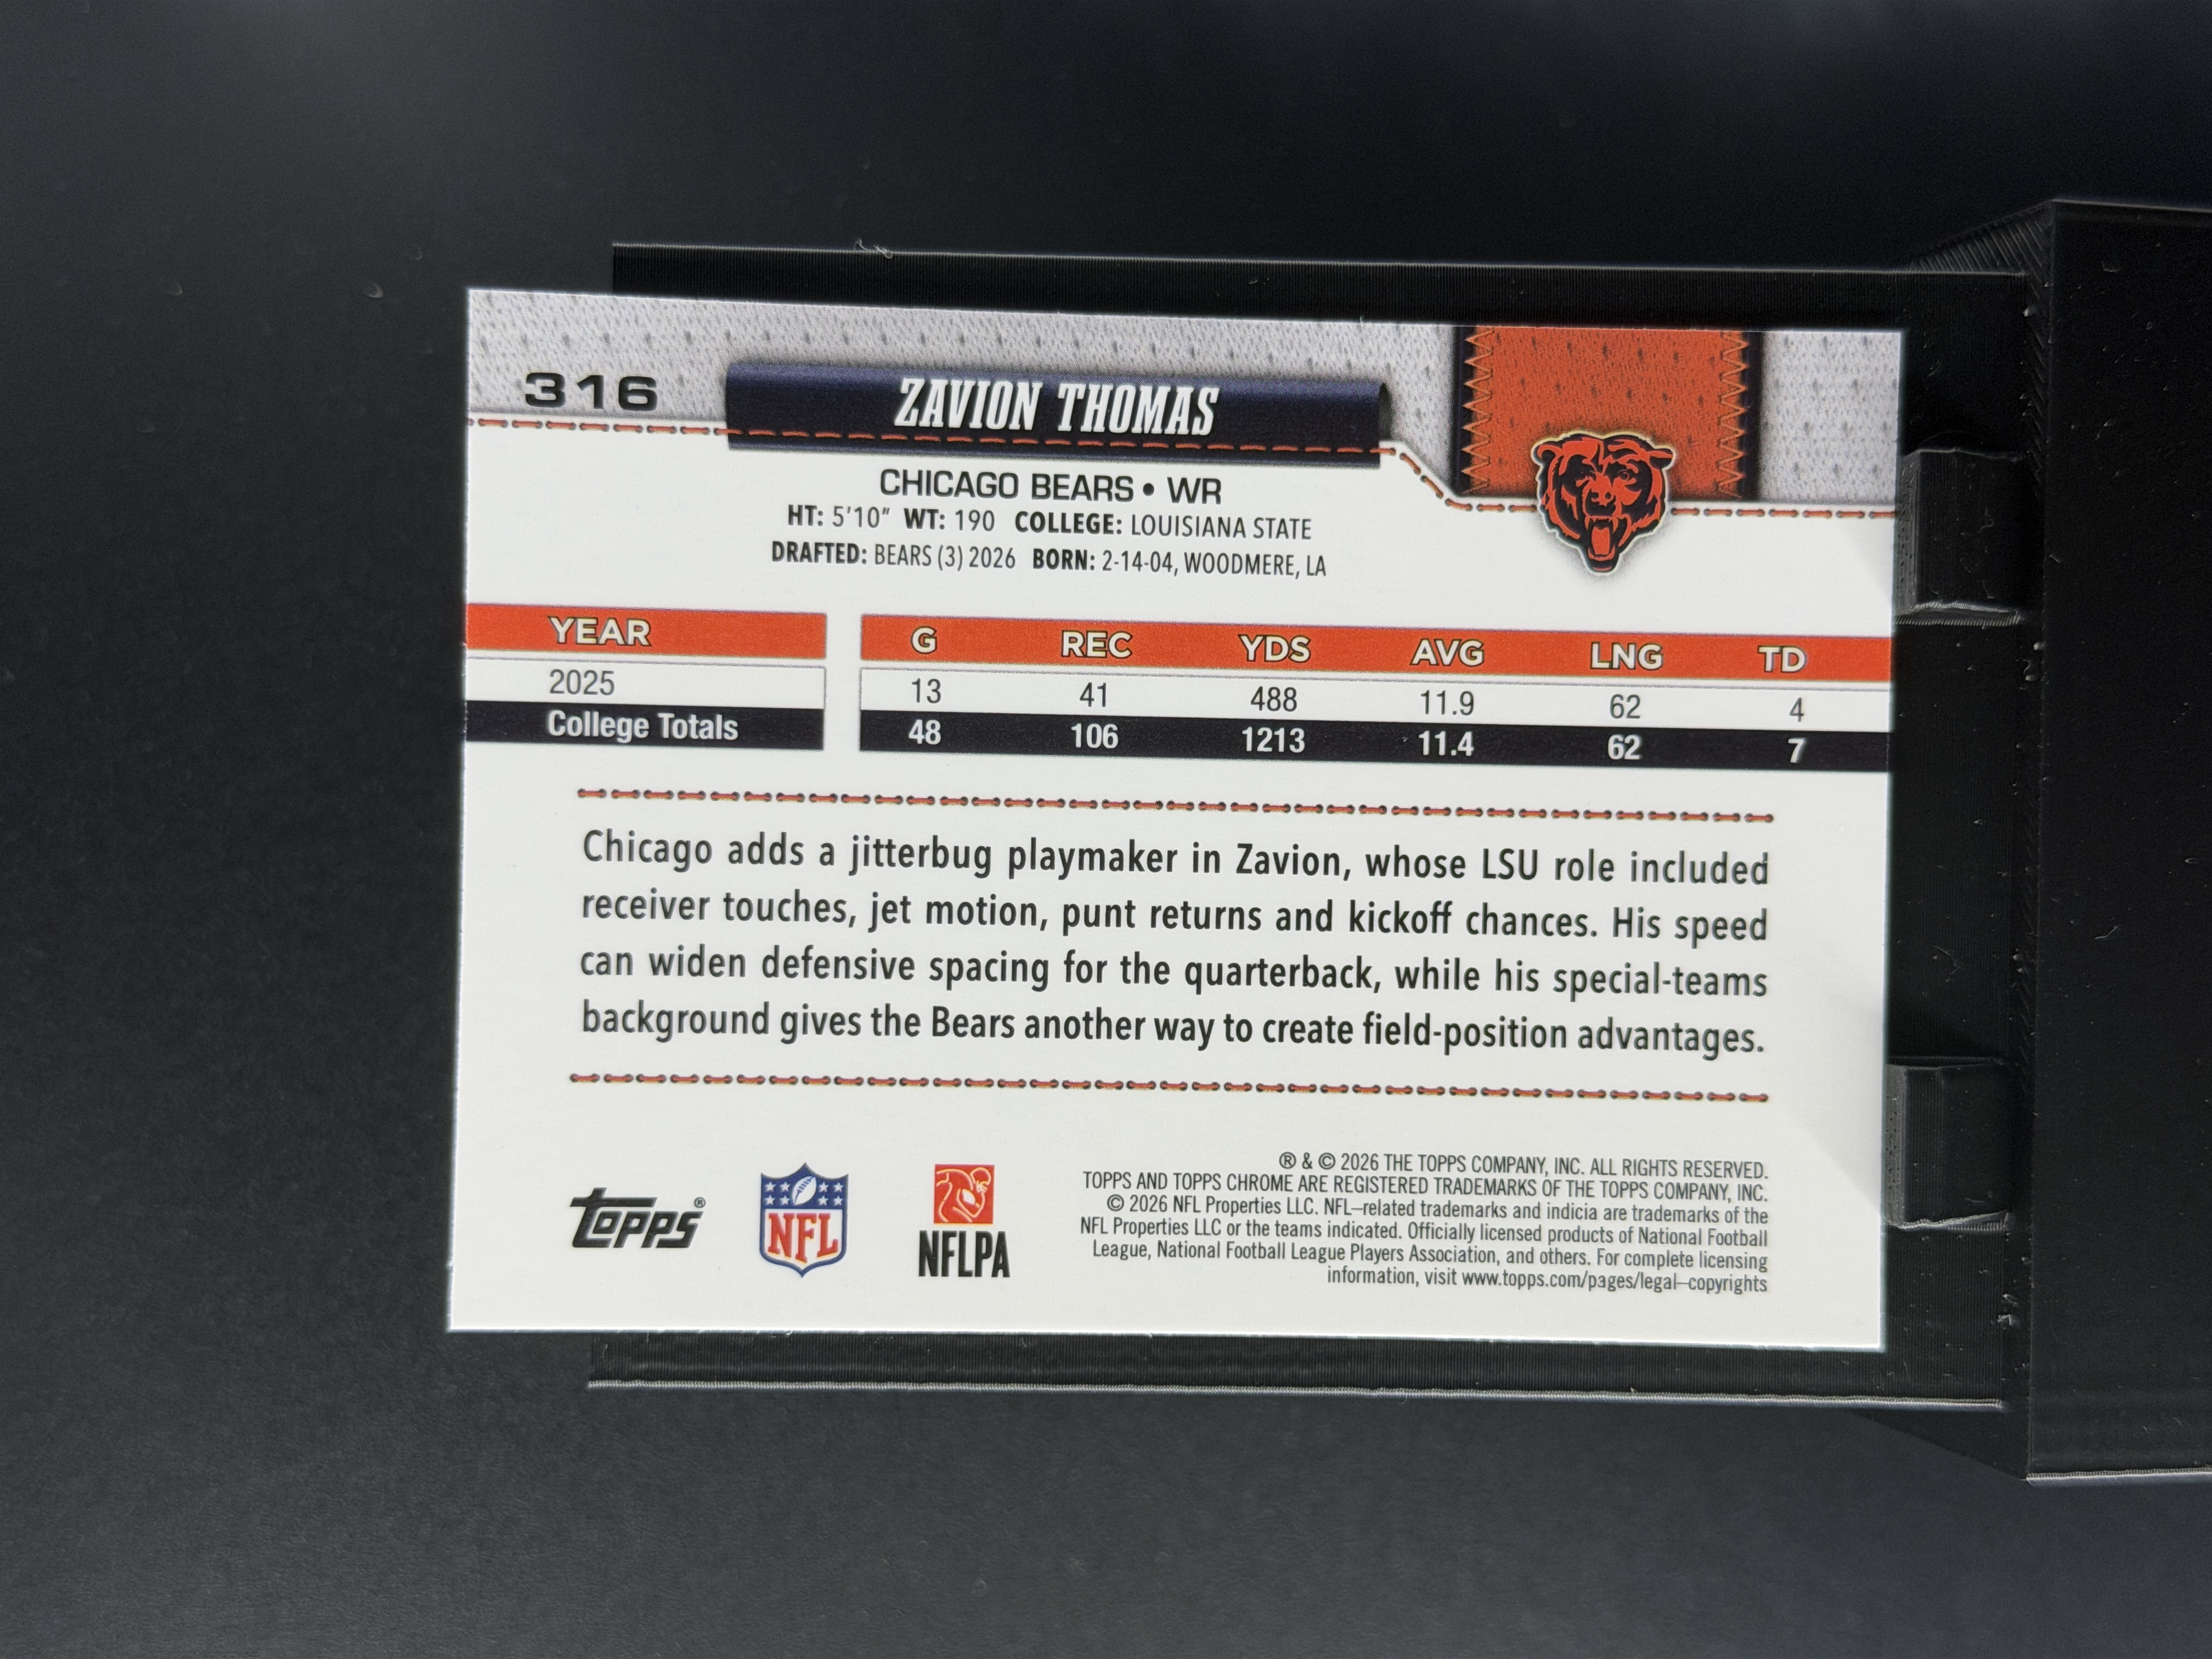 316
ZAVION THOMAS
CHICAGO BEARS • WR
HT: 5'10" WT: 190 COLLEGE: LOUISIANA STATE
DRAFTED: BEARS (3) 2026 BORN: 2-14-04, WOODMERE, LA
YEAR G REC YDS AVG LNG TD
2025 13 41 488 11.9 62 4
College Totals 48 106 1213 11.4 62 7
Chicago adds a jitterbug playmaker in Zavion, whose LSU role included
receiver touches, jet motion, punt returns and kickoff chances. His speed
can widen defensive spacing for the quarterback, while his special-teams
background gives the Bears another way to create field-position advantages.
topps®
NFL
NFLPA
® & © 2026 THE TOPPS COMPANY, INC. ALL RIGHTS RESERVED.
TOPPS AND TOPPS CHROME ARE REGISTERED TRADEMARKS OF THE TOPPS COMPANY, INC.
© 2026 NFL Properties LLC. NFL-related trademarks and indicia are trademarks of the
NFL Properties LLC or the teams indicated. Officially licensed products of National Football
League, National Football League Players Association, and others. For complete licensing
information, visit www.topps.com/pages/legal-copyrights